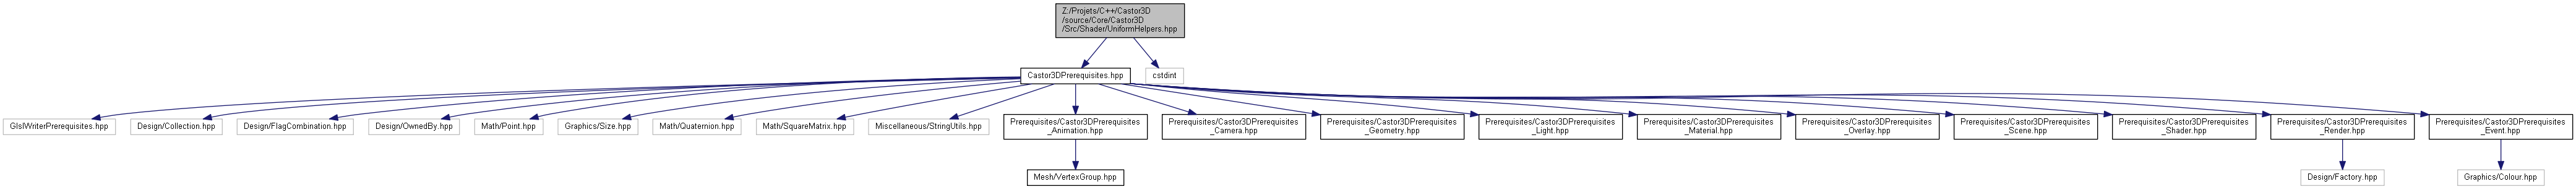 Z:/Projets/C++/Castor3D
/source/Core/Castor3D
/Src/Shader/UniformHelpers.hpp
Castor3DPrerequisites.hpp
cstdint
GlslWriterPrerequisites.hpp
Design/Collection.hpp
Design/FlagCombination.hpp
Design/OwnedBy.hpp
Math/Point.hpp
Graphics/Size.hpp
Math/Quaternion.hpp
Math/SquareMatrix.hpp
Miscellaneous/StringUtils.hpp
Prerequisites/Castor3DPrerequisites
_Animation.hpp
Prerequisites/Castor3DPrerequisites
_Camera.hpp
Prerequisites/Castor3DPrerequisites
_Geometry.hpp
Prerequisites/Castor3DPrerequisites
_Light.hpp
Prerequisites/Castor3DPrerequisites
_Material.hpp
Prerequisites/Castor3DPrerequisites
_Overlay.hpp
Prerequisites/Castor3DPrerequisites
_Scene.hpp
Prerequisites/Castor3DPrerequisites
_Shader.hpp
Prerequisites/Castor3DPrerequisites
_Render.hpp
Prerequisites/Castor3DPrerequisites
_Event.hpp
Mesh/VertexGroup.hpp
Design/Factory.hpp
Graphics/Colour.hpp